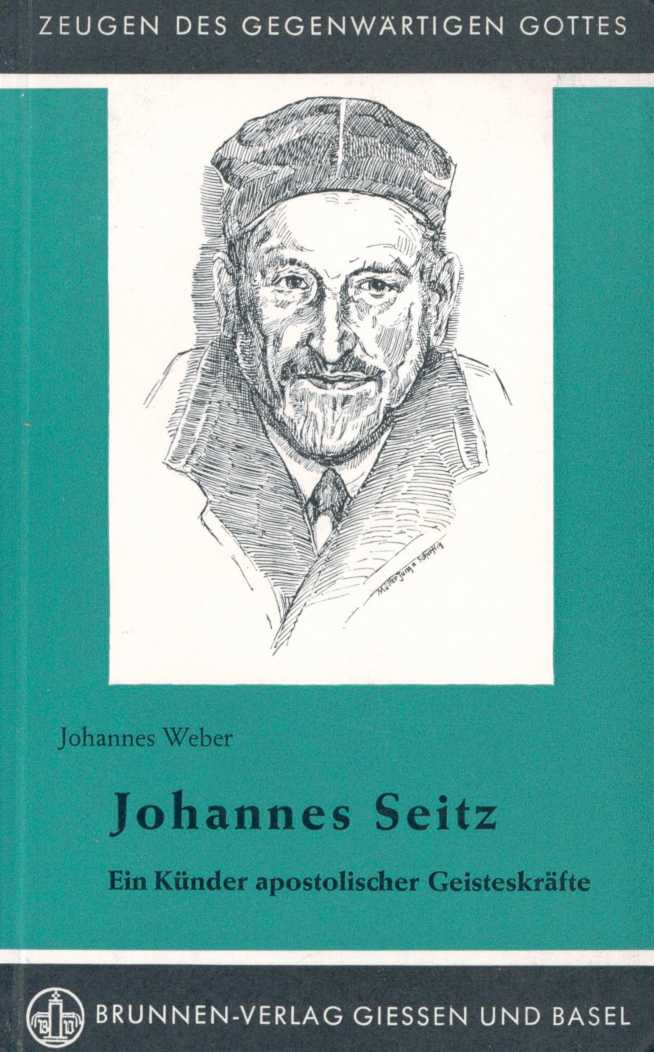 ZEUGEN DES GEGENWÄRTIGEN GOTTES
Johannes Weber
Johannes Seitz
Ein Künder apostolischer Geisteskräfte
BRUNNEN-VERLAG GIESSEN UND BASEL